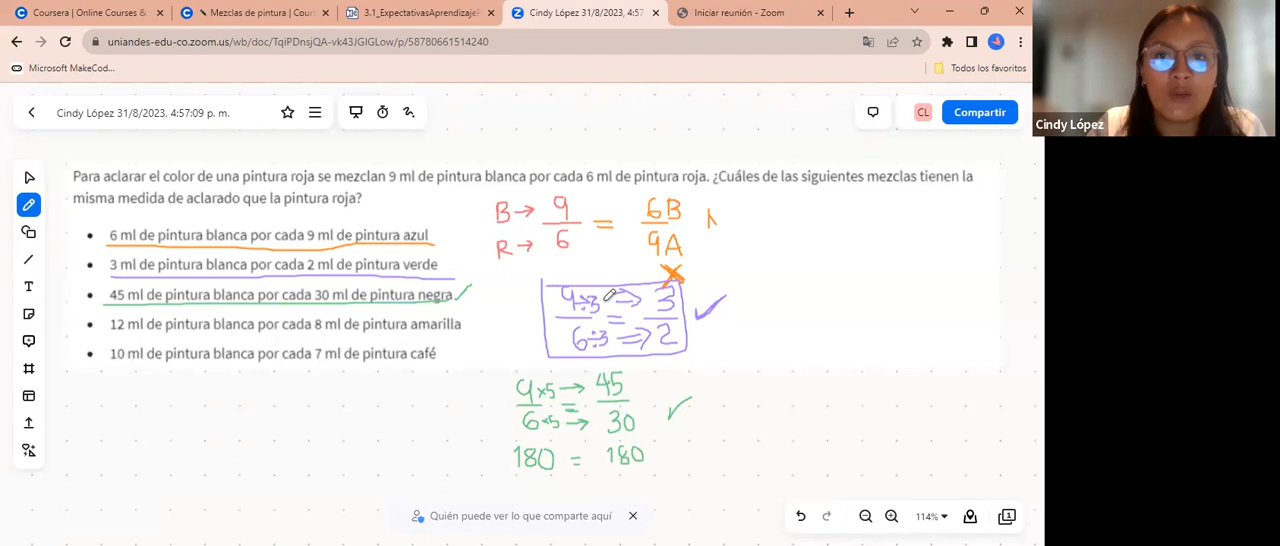 Coursera | Online Courses &
Mezclas de pintura | Cour
3.1_ExpectativasAprendizajeF
Cindy López 31/8/2023, 4:57
Iniciar reunión - Zoom
uniandes-edu-co.zoom.us/wb/doc/TqiPDnsjQA-vk43JGIGLow/p/58780661514240
Microsoft MakeCod...
Todos los favoritos
Cindy López
Cindy López 31/8/2023, 4:57:09 p. m.
CL
Compartir
Para aclarar el color de una pintura roja se mezclan 9 ml de pintura blanca por cada 6 ml de pintura roja. ¿Cuáles de las siguientes mezclas tienen la
misma medida de aclarado que la pintura roja?
• 6 ml de pintura blanca por cada 9 ml de pintura azul
• 3 ml de pintura blanca por cada 2 ml de pintura verde
• 45 ml de pintura blanca por cada 30 ml de pintura negra ✓
• 12 ml de pintura blanca por cada 8 ml de pintura amarilla
• 10 ml de pintura blanca por cada 7 ml de pintura café
B → 9 = 6B
R → 6 9A
9÷3 ⇒ 3
=
6÷3 ⇒ 2 ✓
9×5 → 45
=
6×5 → 30 ✓
180 = 180
Quién puede ver lo que comparte aquí
114%
1